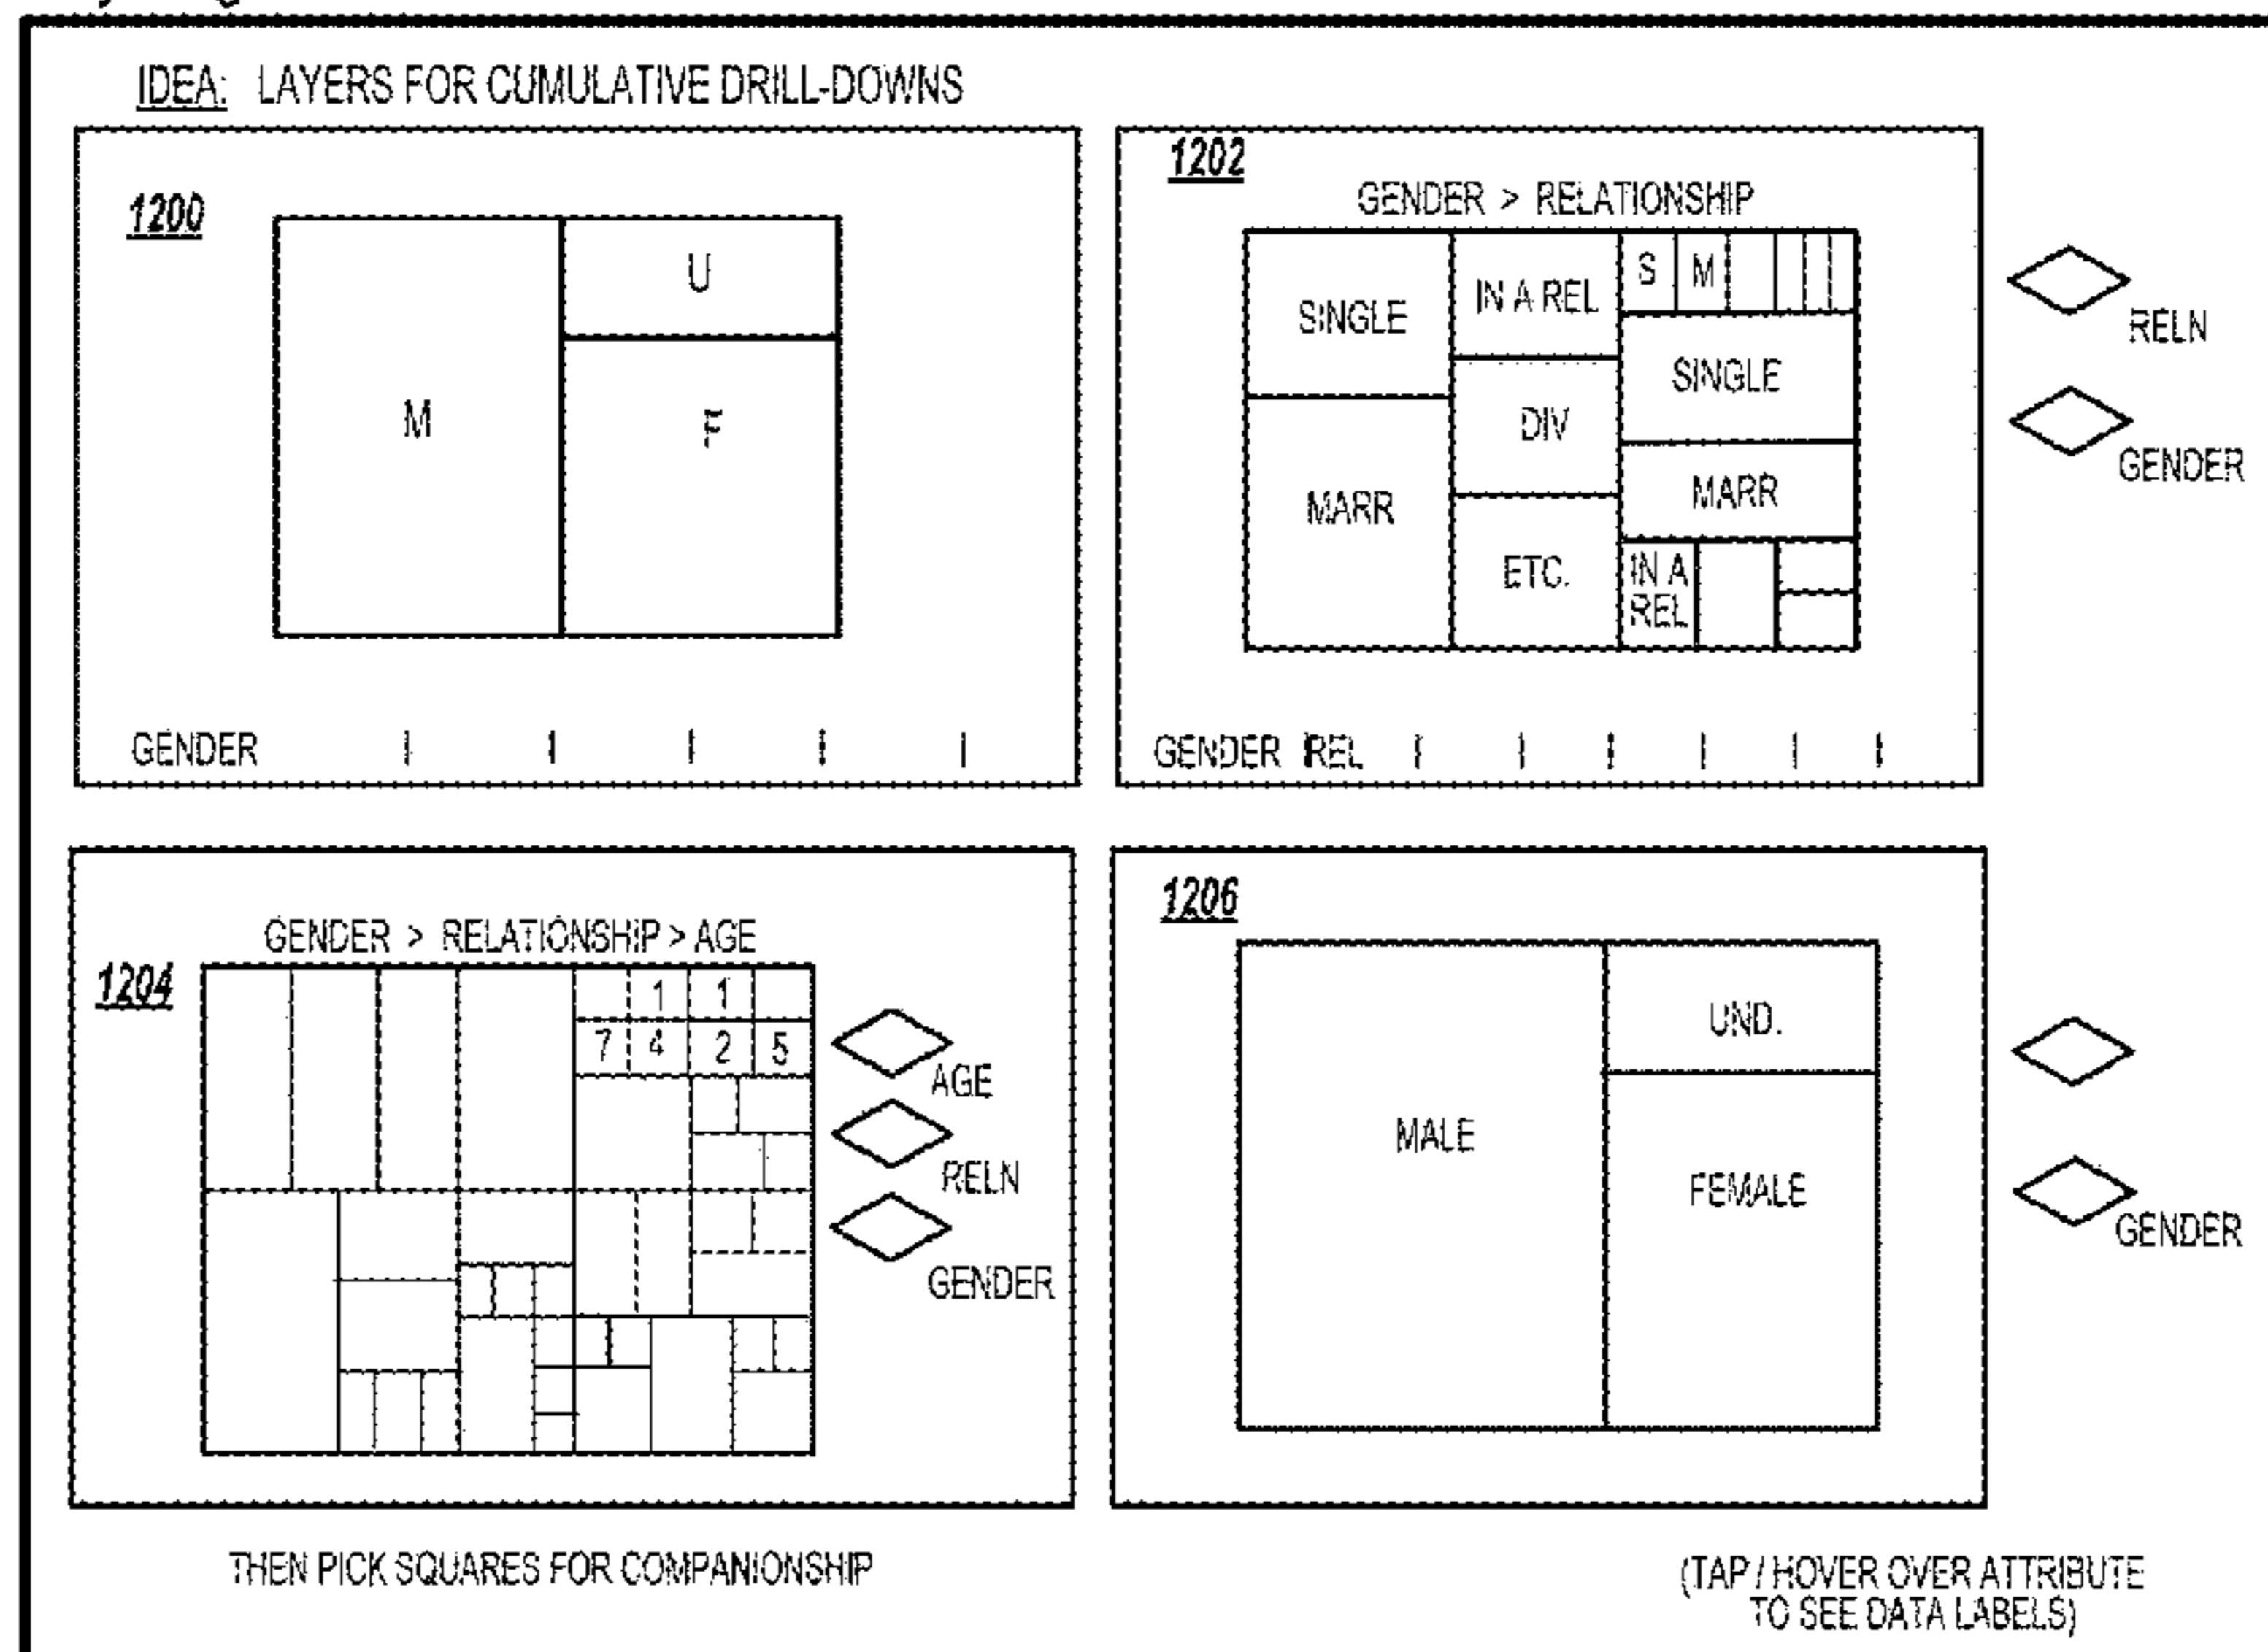 IDEA: LAYERS FOR CUMULATIVE DRILL-DOWNS
1200
M
U
F
GENDER
1202
GENDER > RELATIONSHIP
SINGLE
MARR
IN A REL
DIV
ETC.
S M
SINGLE
MARR
IN A
REL
RELN
GENDER
GENDER REL
1204
GENDER > RELATIONSHIP > AGE
1 1
7 4 2 5
AGE
RELN
GENDER
THEN PICK SQUARES FOR COMPANIONSHIP
1206
MALE
UND.
FEMALE
GENDER
(TAP / HOVER OVER ATTRIBUTE
TO SEE DATA LABELS)